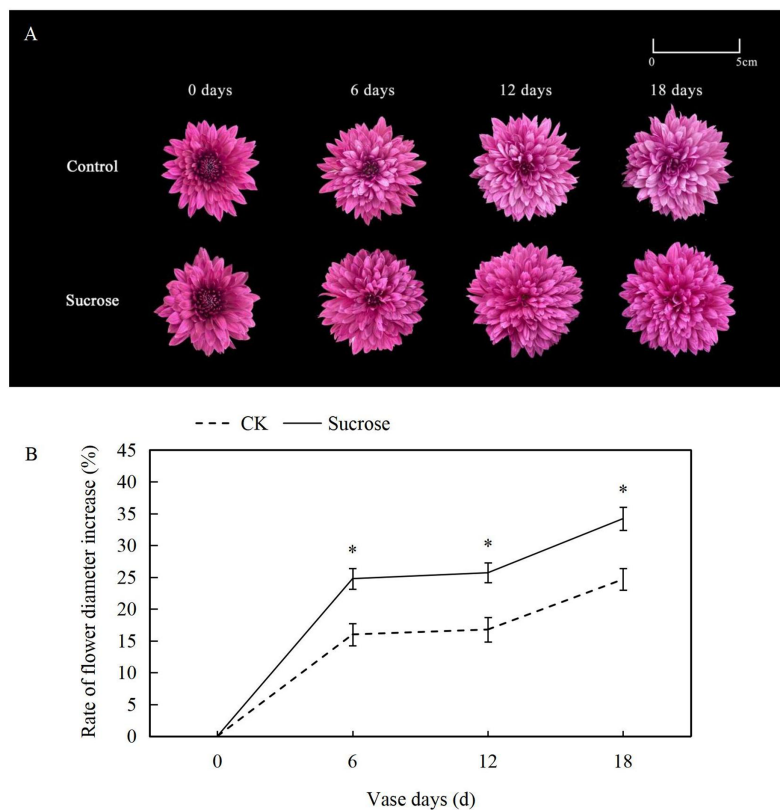 A
0 5cm
0 days 6 days 12 days 18 days
Control
Sucrose
B
CK Sucrose
Rate of flower diameter increase (%)
45
40
35
30
25
20
15
10
5
0
* * *
0 6 12 18
Vase days (d)